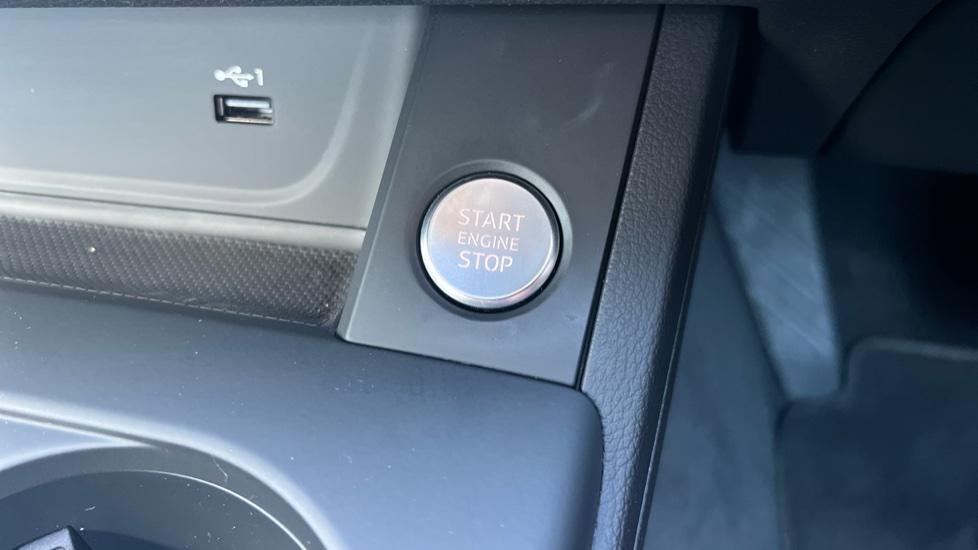 1
START
ENGINE
STOP